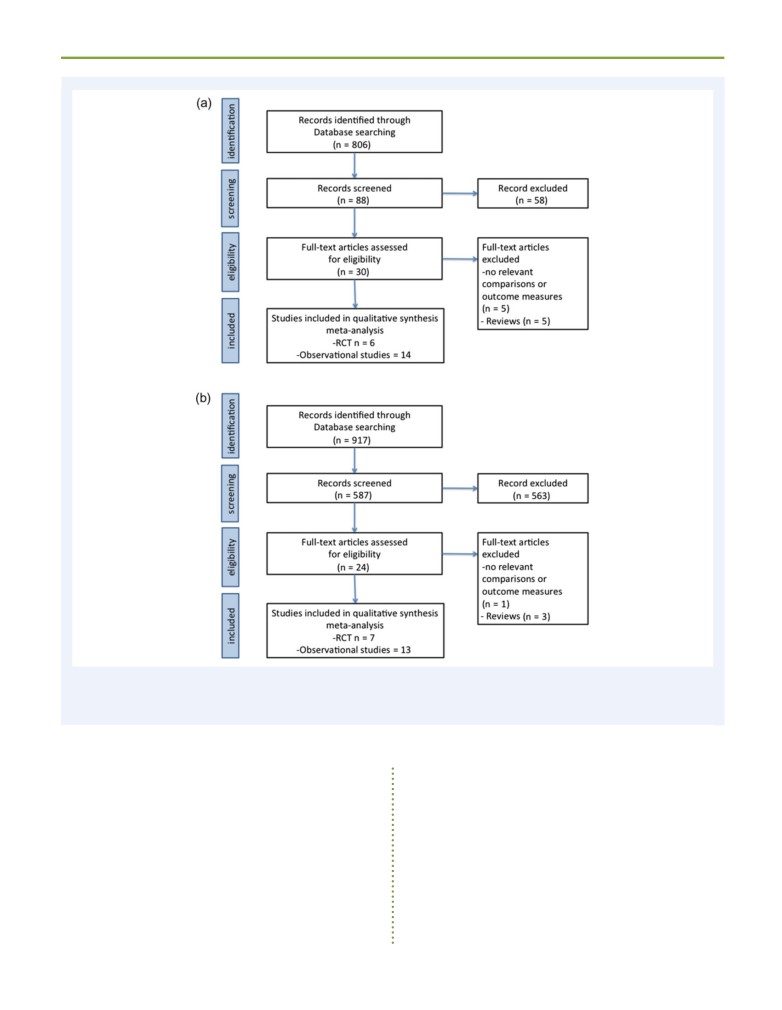 (a)
identification
Records identified through
Database searching
(n = 806)
screening
Records screened
(n = 88)
Record excluded
(n = 58)
eligibility
Full-text articles assessed
for eligibility
(n = 30)
Full-text articles
excluded
-no relevant
comparisons or
outcome measures
(n = 5)
- Reviews (n = 5)
included
Studies included in qualitative synthesis
meta-analysis
-RCT n = 6
-Observational studies = 14
(b)
identification
Records identified through
Database searching
(n = 917)
screening
Records screened
(n = 587)
Record excluded
(n = 563)
eligibility
Full-text articles assessed
for eligibility
(n = 24)
Full-text articles
excluded
-no relevant
comparisons or
outcome measures
(n = 1)
- Reviews (n = 3)
included
Studies included in qualitative synthesis
meta-analysis
-RCT n = 7
-Observational studies = 13